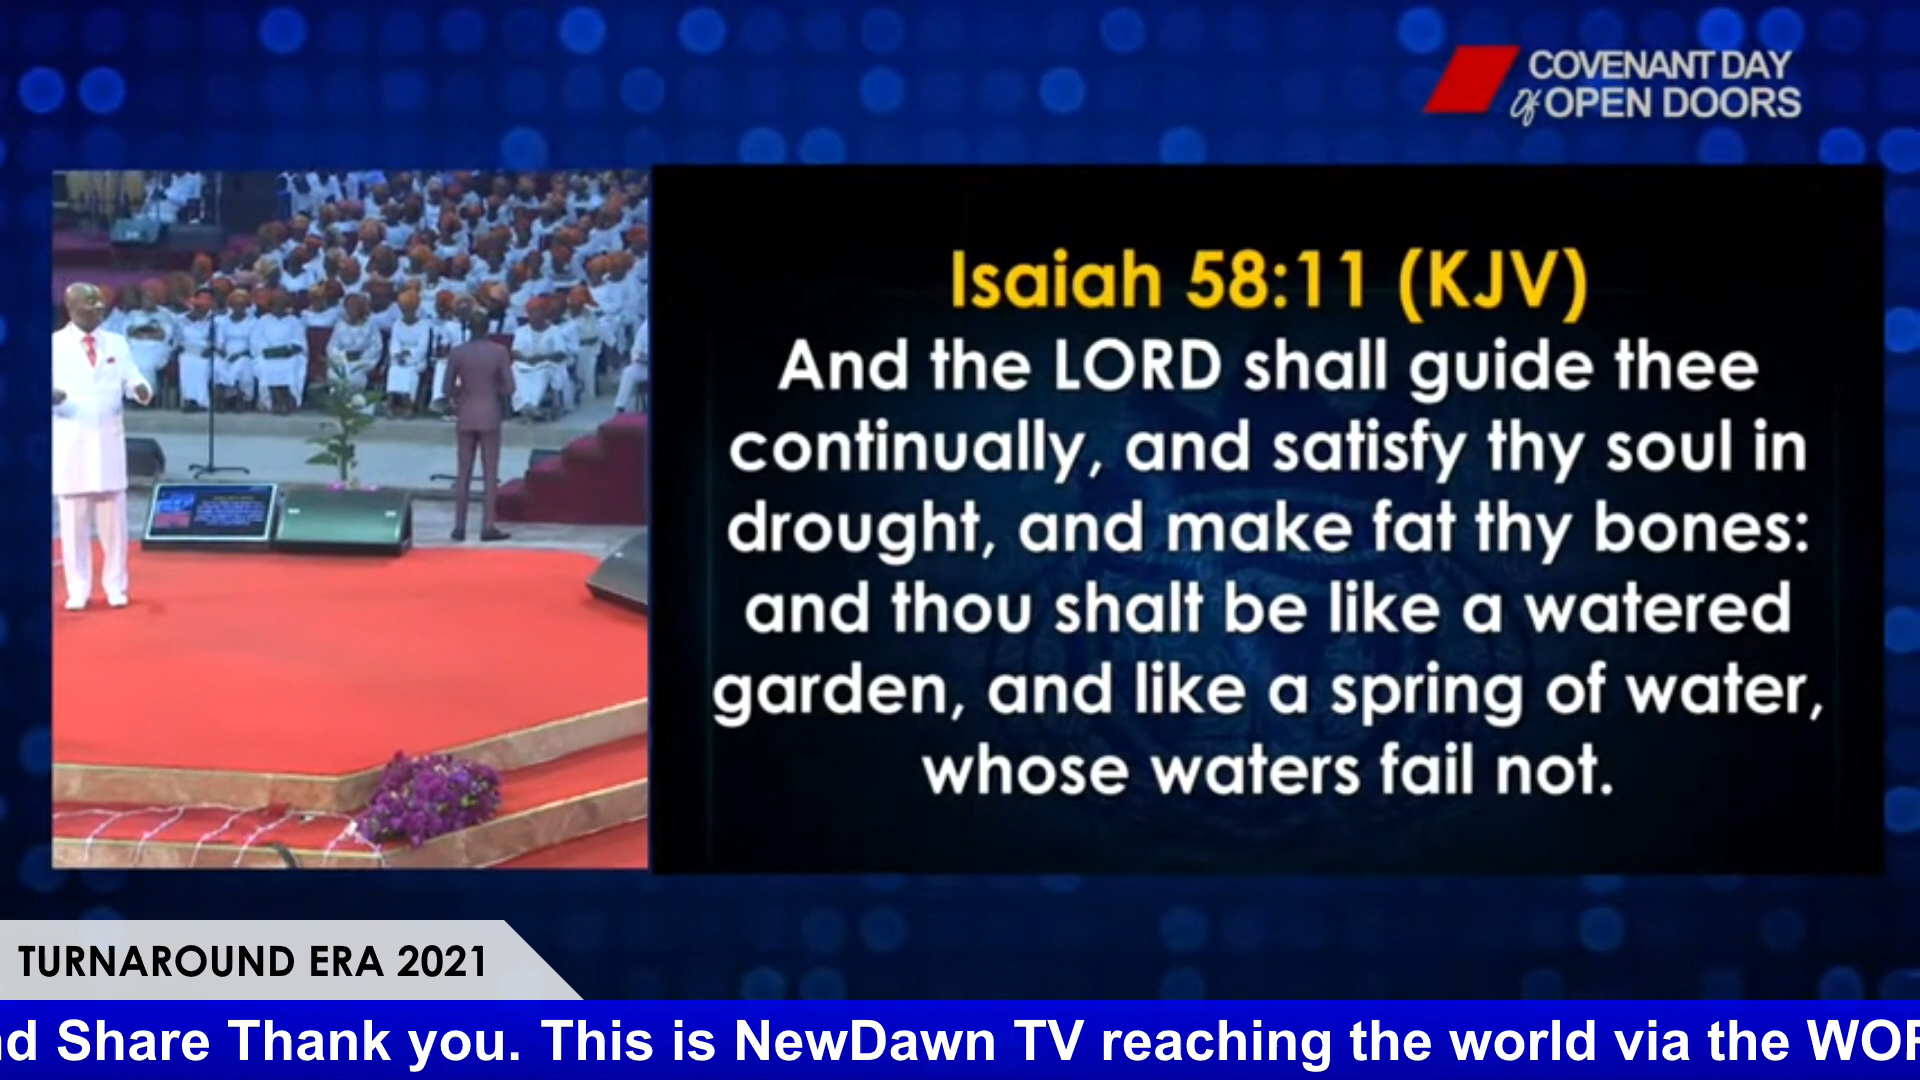 COVENANT DAY
Of OPEN DOORS
Isaiah 58:11 (KJV)
And the LORD shall guide thee
continually, and satisfy thy soul in
drought, and make fat thy bones:
and thou shalt be like a watered
garden, and like a spring of water,
whose waters fail not.
TURNAROUND ERA 2021
Share Thank you. This is NewDawn TV reaching the world via the